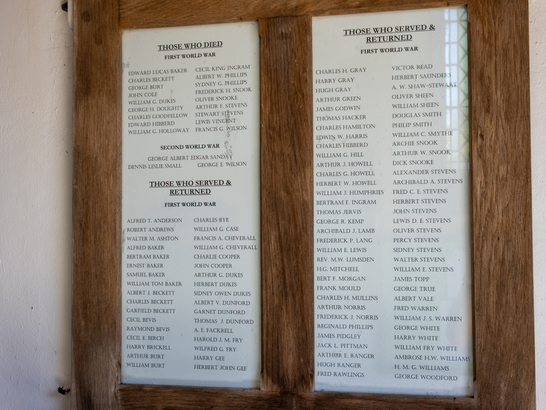 THOSE WHO DIED
FIRST WORLD WAR
EDWARD LUCAS BAKER
CHARLES BECKETT
GEORGE BURT
JOHN COLE
WILLIAM G. DUKES
GEORGE H. DOUGHTY
CHARLES GOODFELLOW
EDWARD HIBBERD
WILLIAM G. HOLLOWAY
CECIL KING INGRAM
ALBERT W. PHILLIPS
SYDNEY G. PHILLIPS
FREDERICK H. SNOOK
OLIVER SNOOKE
ARTHUR F. STEVENS
STEWART STEVENS
LEWIS VINCENT
FRANCIS G. WILSON
SECOND WORLD WAR
GEORGE ALBERT EDGAR SANDAY
DENNIS LESLIE SMALL
GEORGE E. WILSON
THOSE WHO SERVED &
RETURNED
FIRST WORLD WAR
ALFRED T. ANDERSON
ROBERT ANDREWS
WALTER M. ASHTON
ALFRED BAKER
BERTRAM BAKER
ERNEST BAKER
SAMUEL BAKER
WILLIAM TOM BAKER
ALBERT J. BECKETT
CHARLES BECKETT
GARFIELD BECKETT
CECIL BEVIS
RAYMOND BEVIS
CECIL E. BIRCH
HARRY BRICKELL
ARTHUR BURT
WILLIAM BURT
CHARLES BYE
WILLIAM G. CASE
FRANCIS A. CHEVERALL
WILLIAM G. CHEVERALL
CHARLIE COOPER
JOHN COOPER
ARTHUR G. DUKES
HERBERT DUKES
SIDNEY OWEN DUKES
ALBERT V. DUNFORD
GARNET DUNFORD
THOMAS J. DUNFORD
A. E. FACKRELL
HAROLD J. M. FRY
WILFRED G. FRY
HARRY GEE
HERBERT JOHN GEE
THOSE WHO SERVED &
RETURNED
FIRST WORLD WAR
CHARLES H. GRAY
HARRY GRAY
HUGH GRAY
ARTHUR GREEN
JAMES GODWIN
THOMAS HACKER
CHARLES HAMILTON
EDWIN W. HARRIS
CHARLES HIBBERD
WILLIAM G. HILL
ARTHUR J. HOWELL
CHARLES G. HOWELL
HERBERT W. HOWELL
WILLIAM J. HUMPHRIES
BERTRAM F. INGRAM
THOMAS JERVIS
GEORGE R. KEMP
ARCHIBALD J. LAMB
FREDERICK P. LANG
WILLIAM E. LEWIS
REV. M.W. LUMSDEN
H.G. MITCHELL
BERT F. MORGAN
FRANK MOULD
CHARLES H. MULLINS
ARTHUR NORRIS
FREDERICK J. NORRIS
REGINALD PHILLIPS
JAMES PIDGLEY
JACK L. PITTMAN
ARTHUR E. RANGER
HUGH RANGER
FRED RAWLINGS
VICTOR READ
HERBERT SAUNDERS
A. W. SHAW-STEWART
OLIVER SHEEN
WILLIAM SHEEN
DOUGLAS SMITH
PHILIP SMITH
WILLIAM C. SMYTHE
ARCHIE SNOOK
ARTHUR W. SNOOK
DICK SNOOKE
ALEXANDER STEVENS
ARCHIBALD A. STEVENS
FRED C. E. STEVENS
HERBERT STEVENS
JOHN STEVENS
LEWIS D. E. STEVENS
OLIVER STEVENS
PERCY STEVENS
SIDNEY STEVENS
WALTER STEVENS
WILLIAM E. STEVENS
JAMES TOPP
GEORGE TRUE
ALBERT VALE
FRED WARREN
WILLIAM J. S. WARREN
GEORGE WHITE
HARRY WHITE
WILLIAM FRY WHITE
AMBROSE H.W. WILLIAMS
H. M. G. WILLIAMS
GEORGE WOODFORD